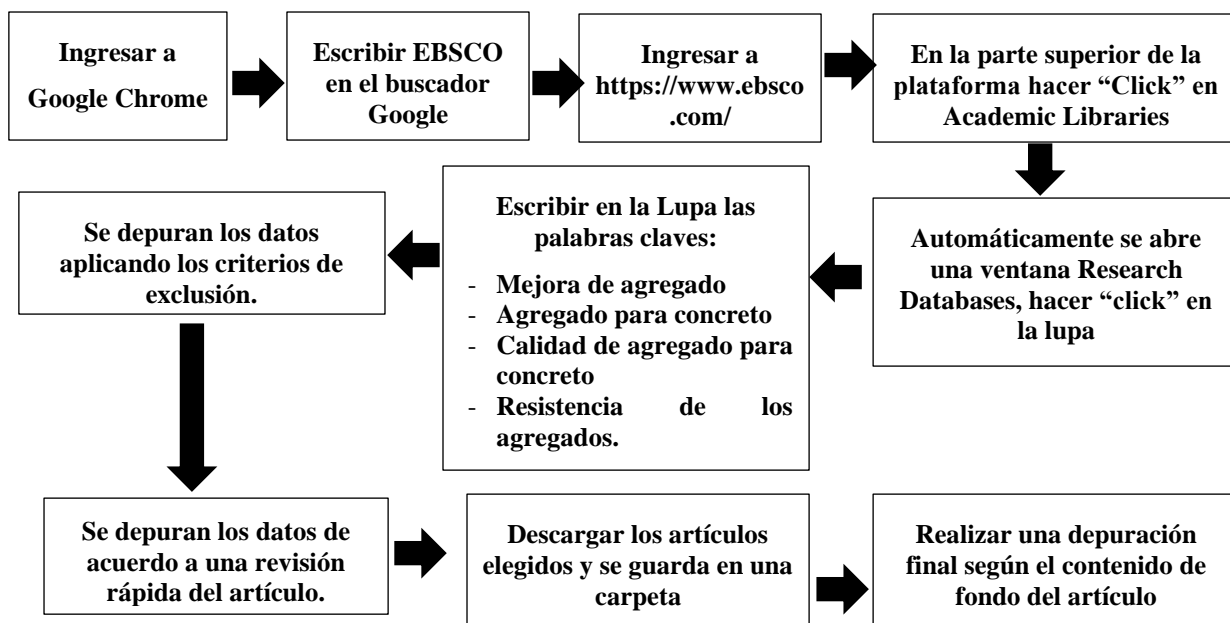 Ingresar a
Google Chrome
Escribir EBSCO
en el buscador
Google
Ingresar a
https://www.ebsco
.com/
En la parte superior de la
plataforma hacer “Click” en
Academic Libraries
Automáticamente se abre
una ventana Research
Databases, hacer “click” en
la lupa
Escribir en la Lupa las
palabras claves:
- Mejora de agregado
- Agregado para concreto
- Calidad de agregado para
concreto
- Resistencia de los
agregados.
Se depuran los datos
aplicando los criterios de
exclusión.
Se depuran los datos de
acuerdo a una revisión
rápida del artículo.
Descargar los artículos
elegidos y se guarda en una
carpeta
Realizar una depuración
final según el contenido de
fondo del artículo